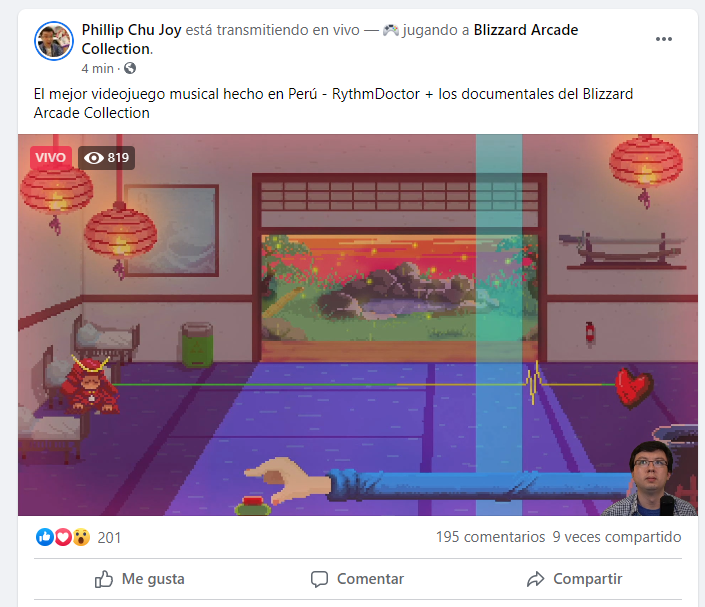 Phillip Chu Joy está transmitiendo en vivo — 🎮 jugando a Blizzard Arcade
Collection.
4 min ·
El mejor videojuego musical hecho en Perú - RythmDoctor + los documentales del Blizzard
Arcade Collection
VIVO 819
201 195 comentarios 9 veces compartido
Me gusta Comentar Compartir